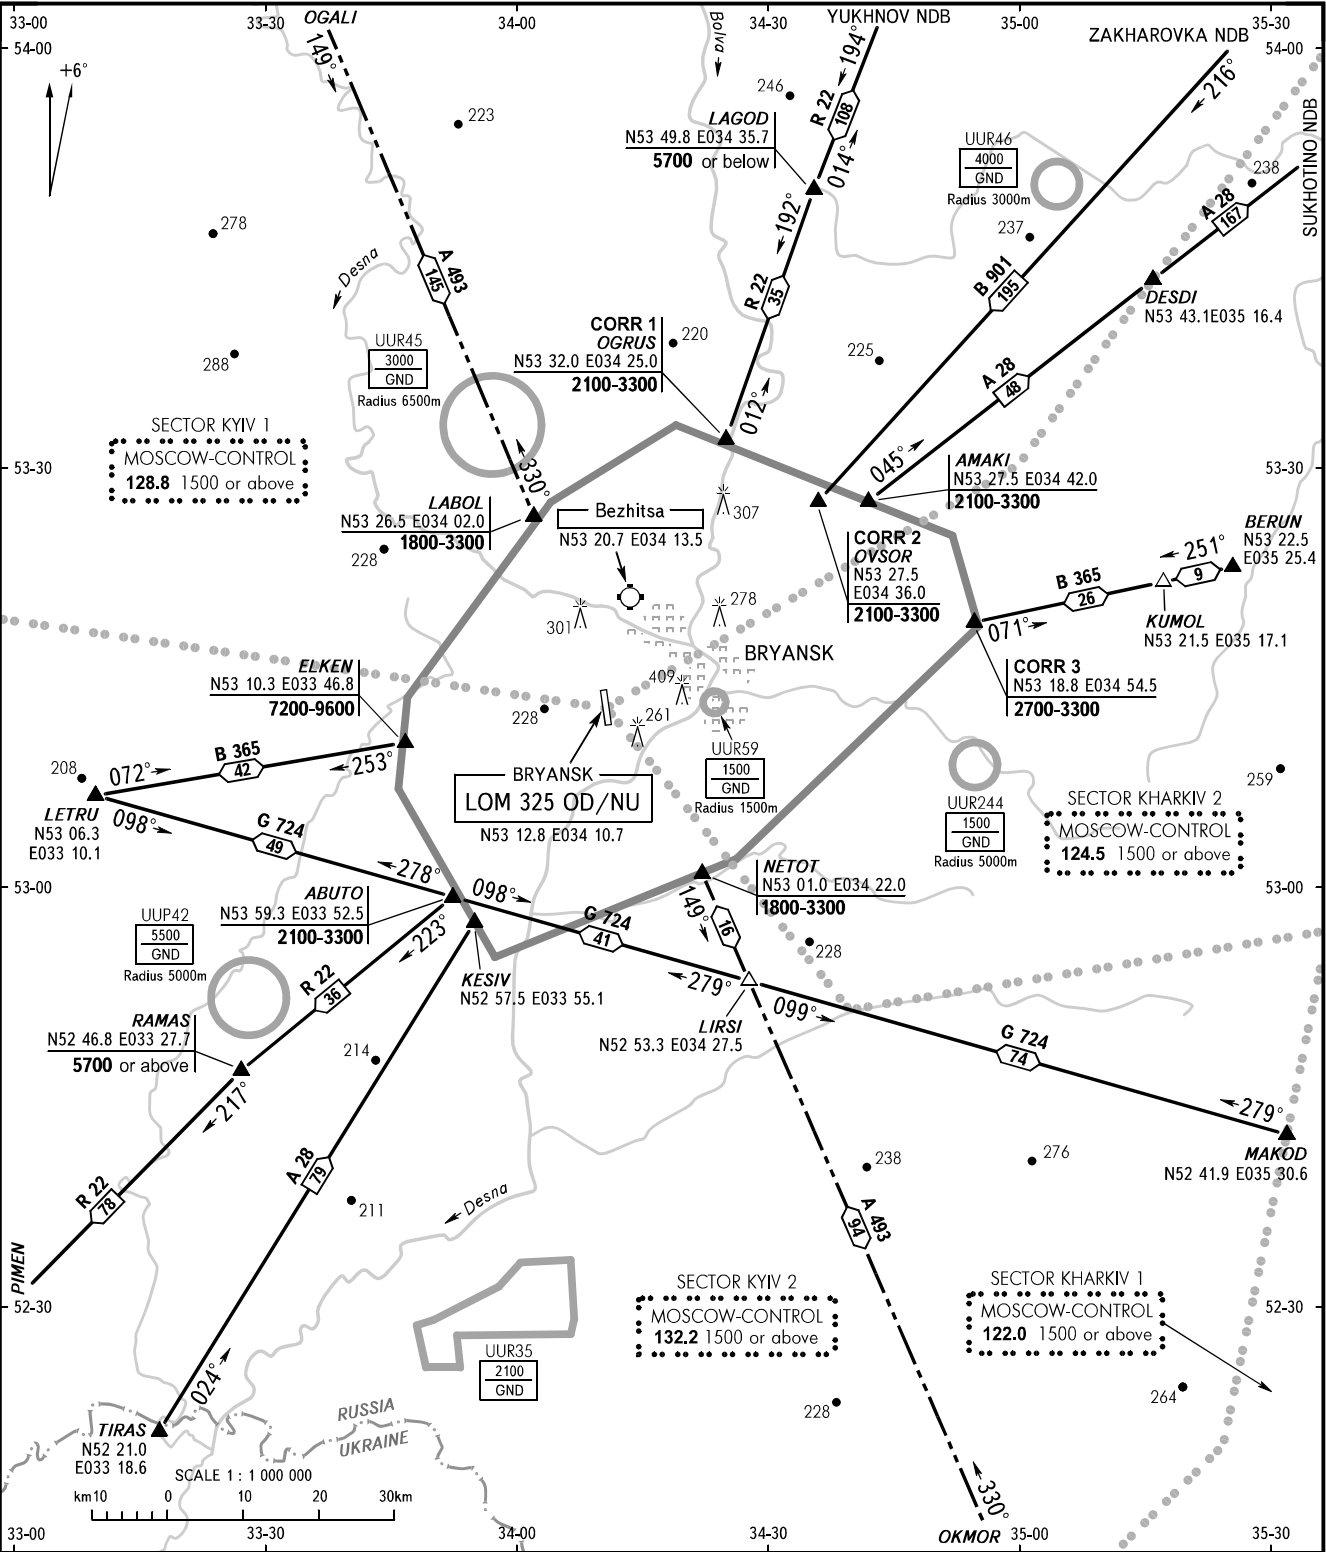 33-00
33-30
OGALI
34-00
34-30
YUKHNOV NDB
35-00
35-30
54-00
ZAKHAROVKA NDB
54-00
+6°
149°
Bolva
194°
216°
SUKHOTINO NDB
223
246
R 22
108
LAGOD
N53 49.8 E034 35.7
5700 or below
014°
UUR46
4000
GND
Radius 3000m
238
A 28
167
278
Desna
A 493
145
192°
R 22
35
237
B 901
195
DESDI
N53 43.1E035 16.4
UUR45
3000
GND
Radius 6500m
288
CORR 1
OGRUS
N53 32.0 E034 25.0
2100-3300
220
225
A 28
48
SECTOR KYIV 1
MOSCOW-CONTROL
128.8 1500 or above
012°
53-30
53-30
330°
045°
AMAKI
N53 27.5 E034 42.0
2100-3300
LABOL
N53 26.5 E034 02.0
1800-3300
Bezhitsa
N53 20.7 E034 13.5
307
228
CORR 2
OVSOR
N53 27.5
E034 36.0
2100-3300
BERUN
N53 22.5
E035 25.4
251°
9
B 365
26
KUMOL
N53 21.5 E035 17.1
071°
301
278
BRYANSK
CORR 3
N53 18.8 E034 54.5
2700-3300
ELKEN
N53 10.3 E033 46.8
7200-9600
409
228
261
B 365
42
072°
253°
208
UUR59
1500
GND
Radius 1500m
BRYANSK
LOM 325 OD/NU
N53 12.8 E034 10.7
259
LETRU
N53 06.3
E033 10.1
098°
G 724
49
UUR244
1500
GND
Radius 5000m
SECTOR KHARKIV 2
MOSCOW-CONTROL
124.5 1500 or above
53-00
53-00
278°
098°
NETOT
N53 01.0 E034 22.0
1800-3300
ABUTO
N53 59.3 E033 52.5
2100-3300
149°
16
UUP42
5500
GND
Radius 5000m
223°
G 724
41
228
R 22
36
KESIV
N52 57.5 E033 55.1
279°
099°
LIRSI
N52 53.3 E034 27.5
RAMAS
N52 46.8 E033 27.7
5700 or above
214
G 724
74
217°
279°
MAKOD
N52 41.9 E035 30.6
238
276
A 28
79
R 22
78
211
Desna
A 493
94
PIMEN
52-30
52-30
SECTOR KYIV 2
MOSCOW-CONTROL
132.2 1500 or above
SECTOR KHARKIV 1
MOSCOW-CONTROL
122.0 1500 or above
UUR35
2100
GND
024°
228
264
TIRAS
N52 21.0
E033 18.6
RUSSIA
UKRAINE
SCALE 1 : 1 000 000
km10 0 10 20 30km
330°
33-00
33-30
34-00
34-30
OKMOR
35-00
35-30